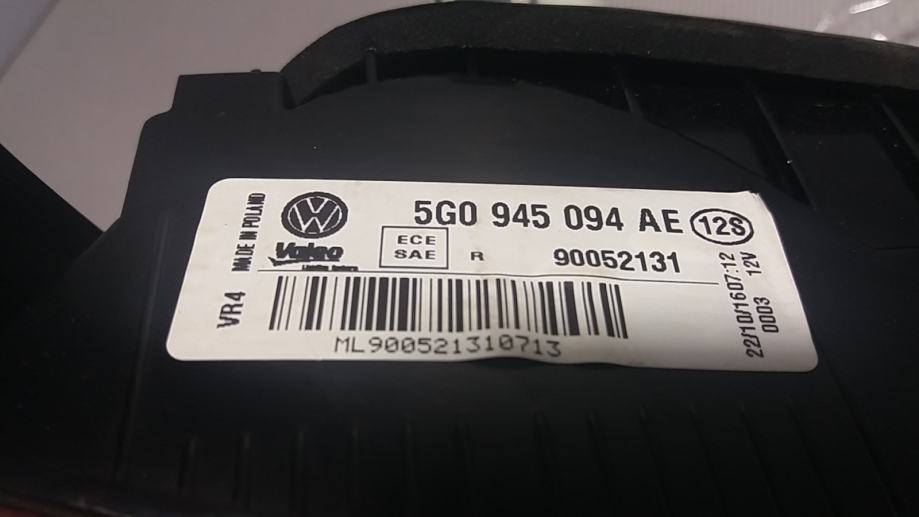 MADE IN POLAND
VW
5G0 945 094 AE
12S
Valeo
ECE
SAE
R
90052131
VR4
ML900521310713
22/10/16 07:12
0003
12V